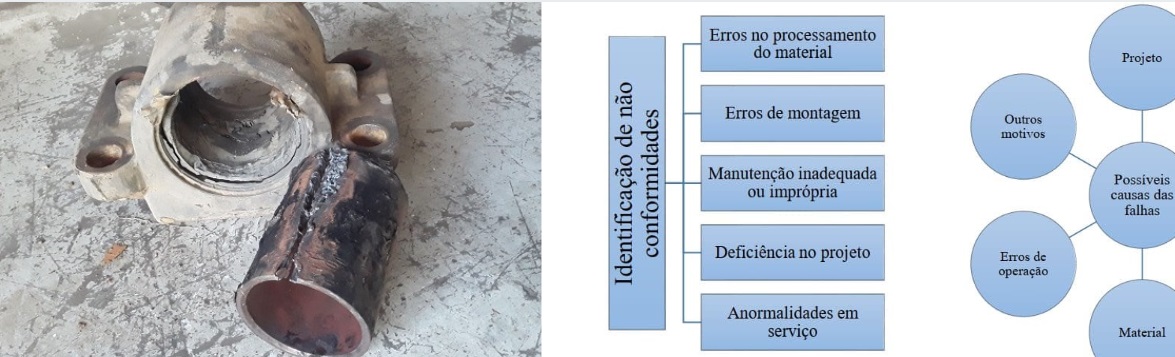 Identificação de não
conformidades
Erros no processamento
do material
Erros de montagem
Manutenção inadequada
ou imprópria
Deficiência no projeto
Anormalidades em
serviço
Projeto
Outros
motivos
Possíveis
causas das
falhas
Erros de
operação
Material